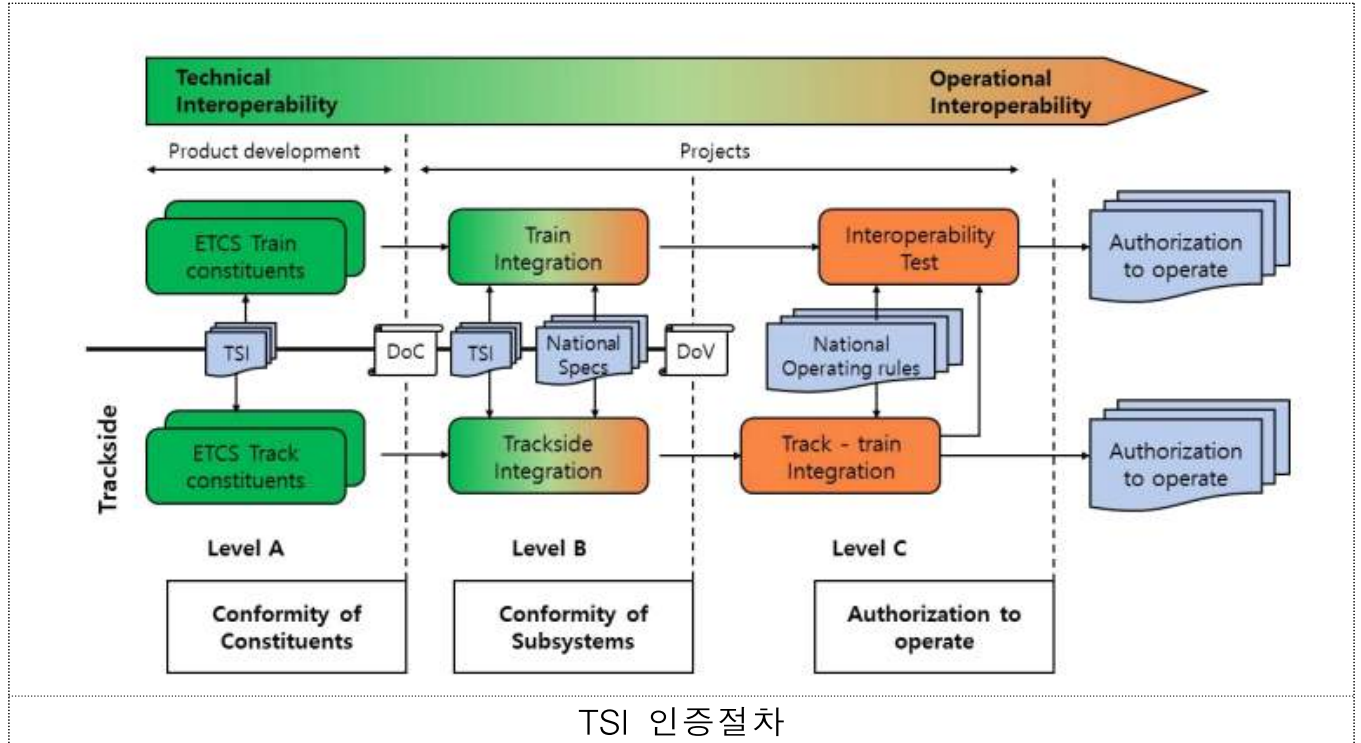 Technical
Interoperability
Operational
Interoperability
Product development
Projects
ETCS Train
constituents
Train
Integration
Interoperability
Test
Authorization
to operate
TSI
DoC
TSI
National
Specs
DoV
National
Operating rules
Trackside
ETCS Track
constituents
Trackside
Integration
Track - train
Integration
Authorization
to operate
Level A
Level B
Level C
Conformity of
Constituents
Conformity of
Subsystems
Authorization to
operate
TSI 인증절차